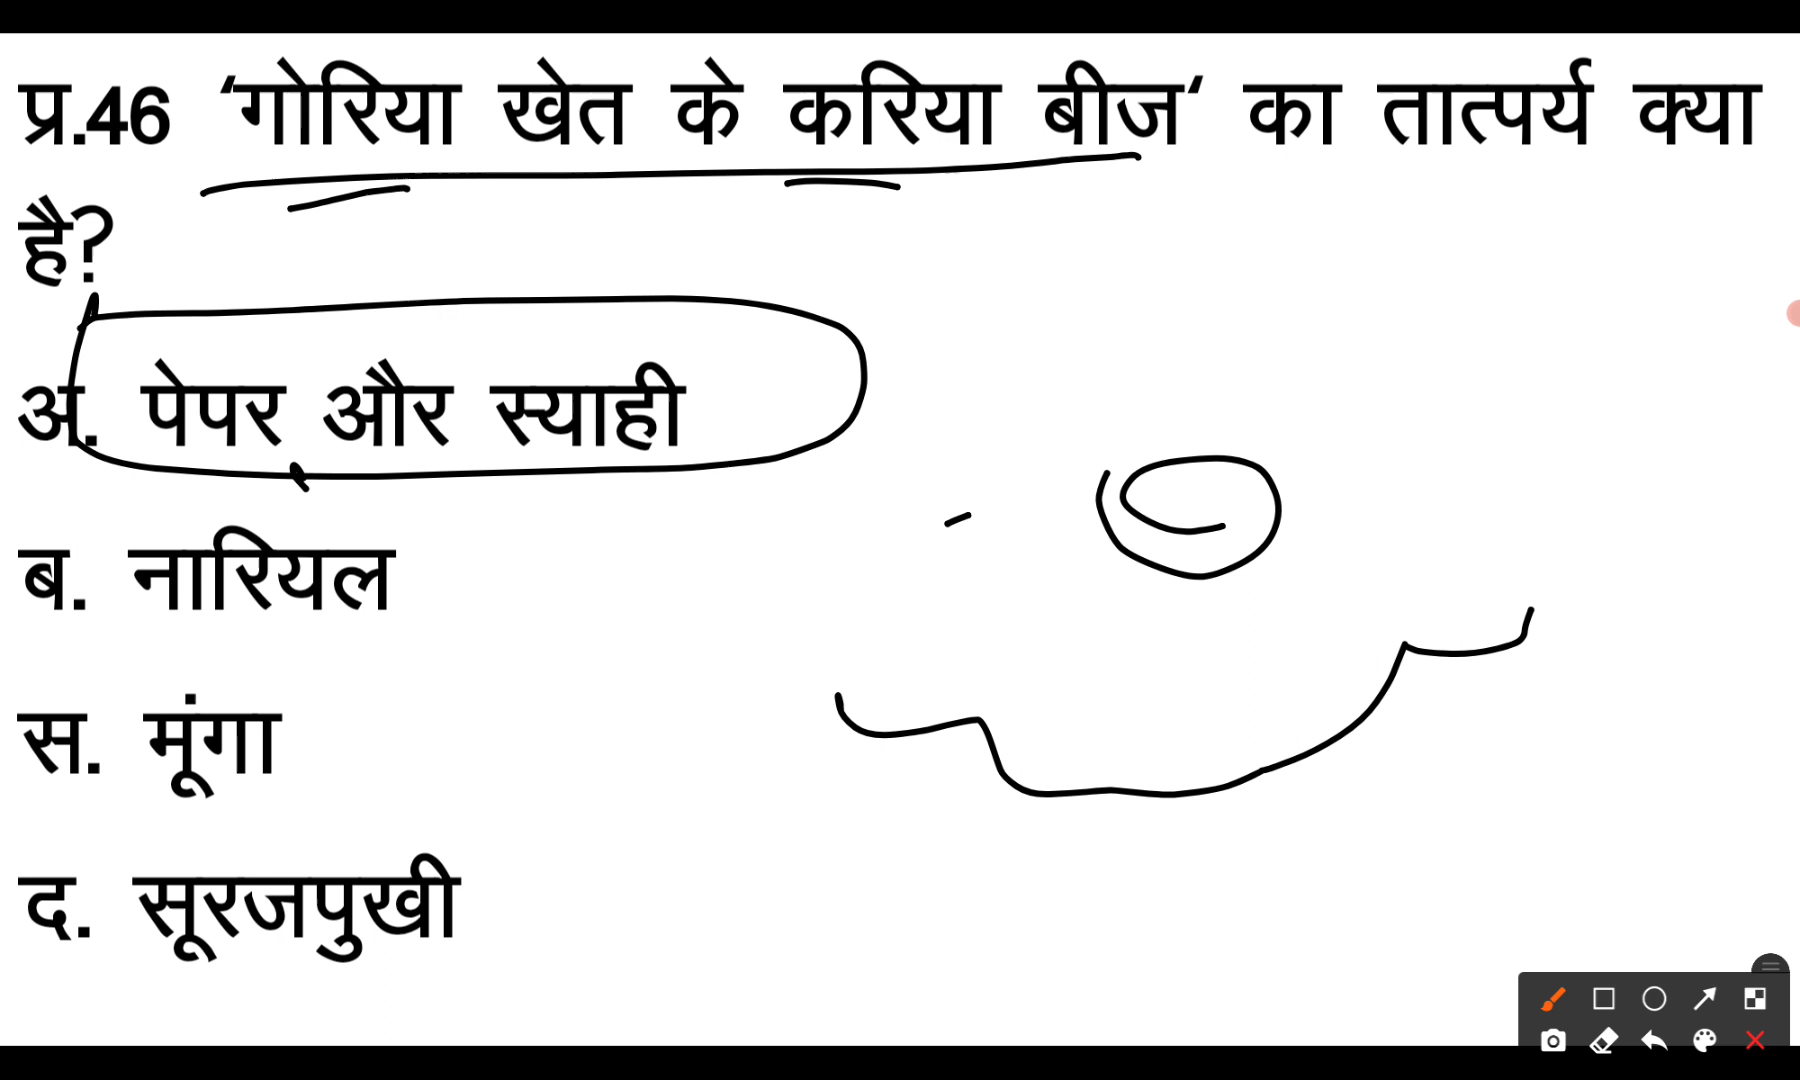 प्र.46 ‘गोरिया खेत के करिया बीज‘ का तात्पर्य क्या
है?
अ. पेपर और स्याही
ब. नारियल
स. मूंगा
द. सूरजपुखी